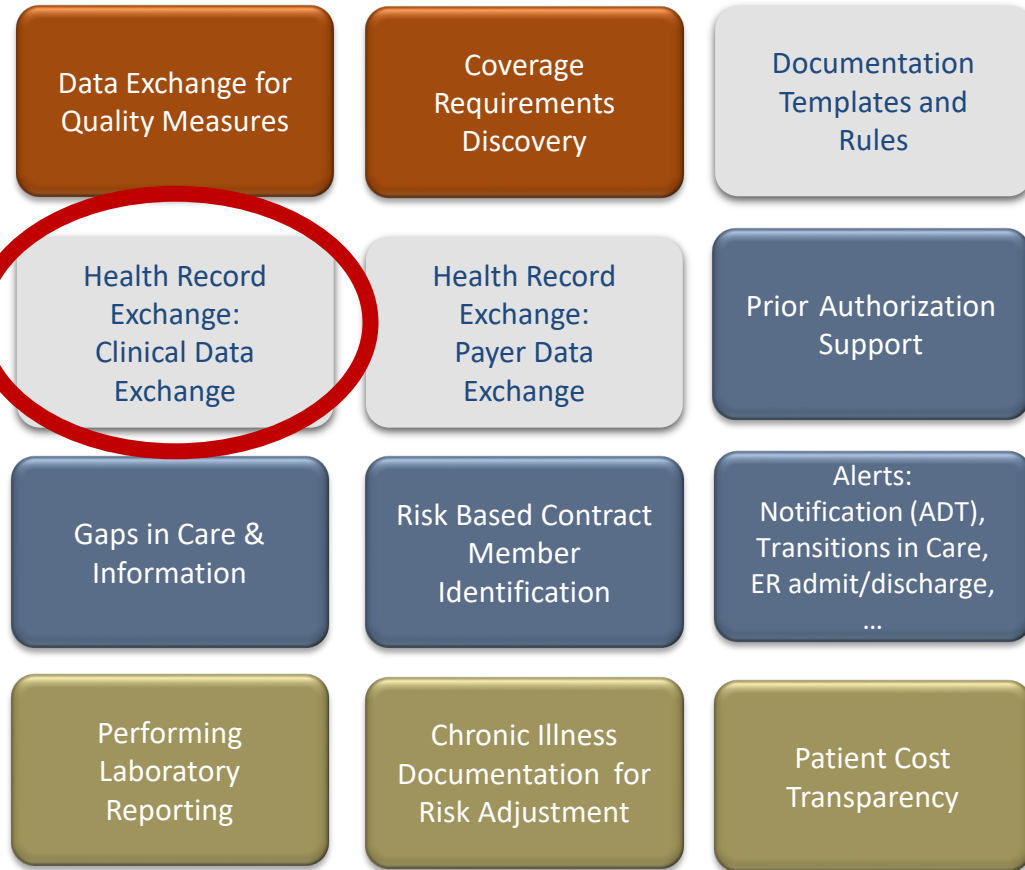 Data Exchange for
Quality Measures
Coverage
Requirements
Discovery
Documentation
Templates and
Rules
Health Record
Exchange:
Clinical Data
Exchange
Health Record
Exchange:
Payer Data
Exchange
Prior Authorization
Support
Gaps in Care &
Information
Risk Based Contract
Member
Identification
Alerts:
Notification (ADT),
Transitions in Care,
ER admit/discharge,
...
Performing
Laboratory
Reporting
Chronic Illness
Documentation for
Risk Adjustment
Patient Cost
Transparency